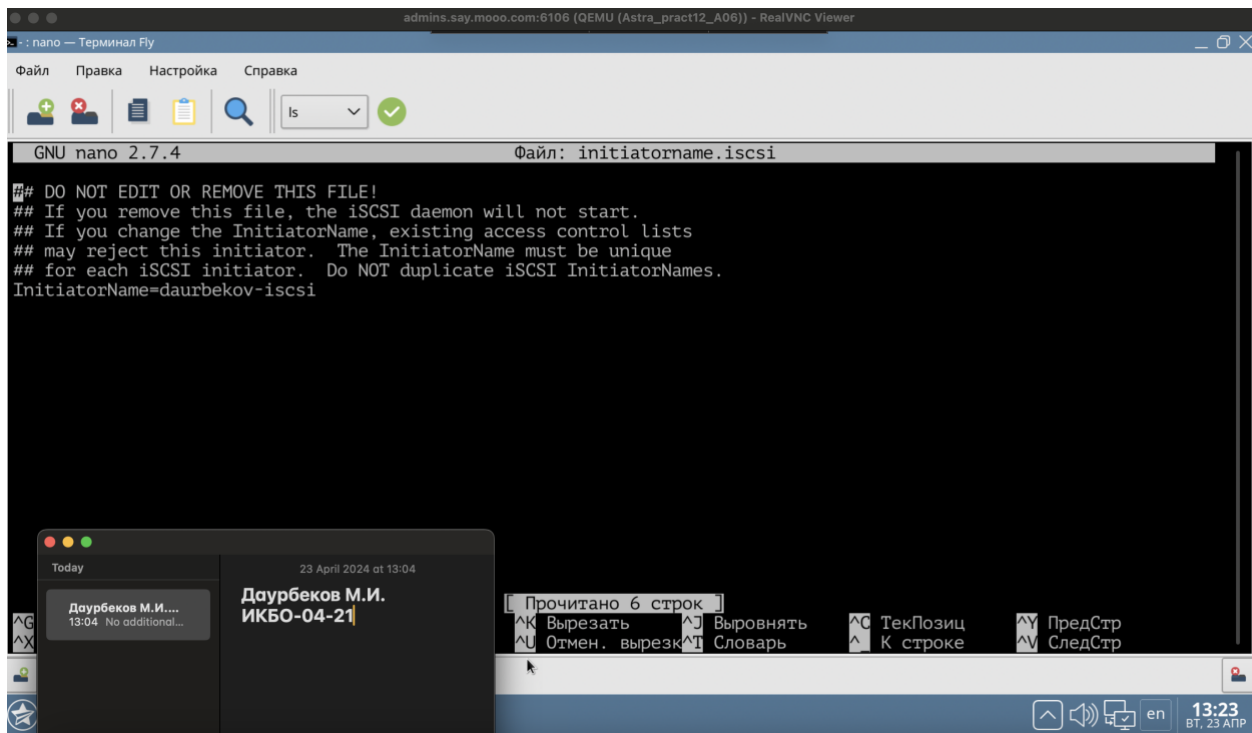 admins.say.mooo.com:6106 (QEMU (Astra_pract12_A06)) - RealVNC Viewer
- : nano — Терминал Fly
Файл Правка Настройка Справка
ls
GNU nano 2.7.4 Файл: initiatorname.iscsi
## DO NOT EDIT OR REMOVE THIS FILE!
## If you remove this file, the iSCSI daemon will not start.
## If you change the InitiatorName, existing access control lists
## may reject this initiator.  The InitiatorName must be unique
## for each iSCSI initiator.  Do NOT duplicate iSCSI InitiatorNames.
InitiatorName=daurbekov-iscsi
Today
Даурбеков М.И....
13:04 No additional...
23 April 2024 at 13:04
Даурбеков М.И.
ИКБО-04-21
[ Прочитано 6 строк ]
^G ^K Вырезать ^J Выровнять ^C ТекПозиц ^Y ПредСтр
^X ^U Отмен. вырезк ^T Словарь ^_ К строке ^V СледСтр
en
13:23
ВТ, 23 АПР